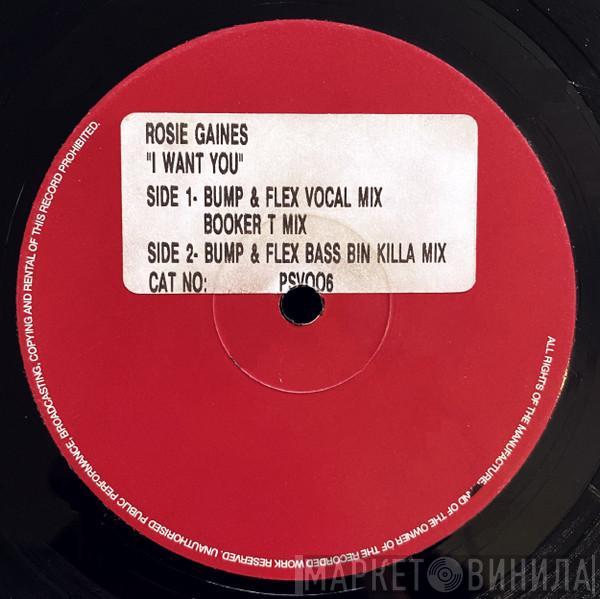 ROSIE GAINES
"I WANT YOU"
SIDE 1- BUMP & FLEX VOCAL MIX
BOOKER T MIX
SIDE 2- BUMP & FLEX BASS BIN KILLA MIX
CAT NO: PSV006
ALL RIGHTS OF THE MANUFACTURER AND OF THE OWNER OF THE RECORDED WORK RESERVED. UNAUTHORISED PUBLIC PERFORMANCE, BROADCASTING, COPYING AND RENTAL OF THIS RECORD PROHIBITED.
МАРКЕТ ВИНИЛА